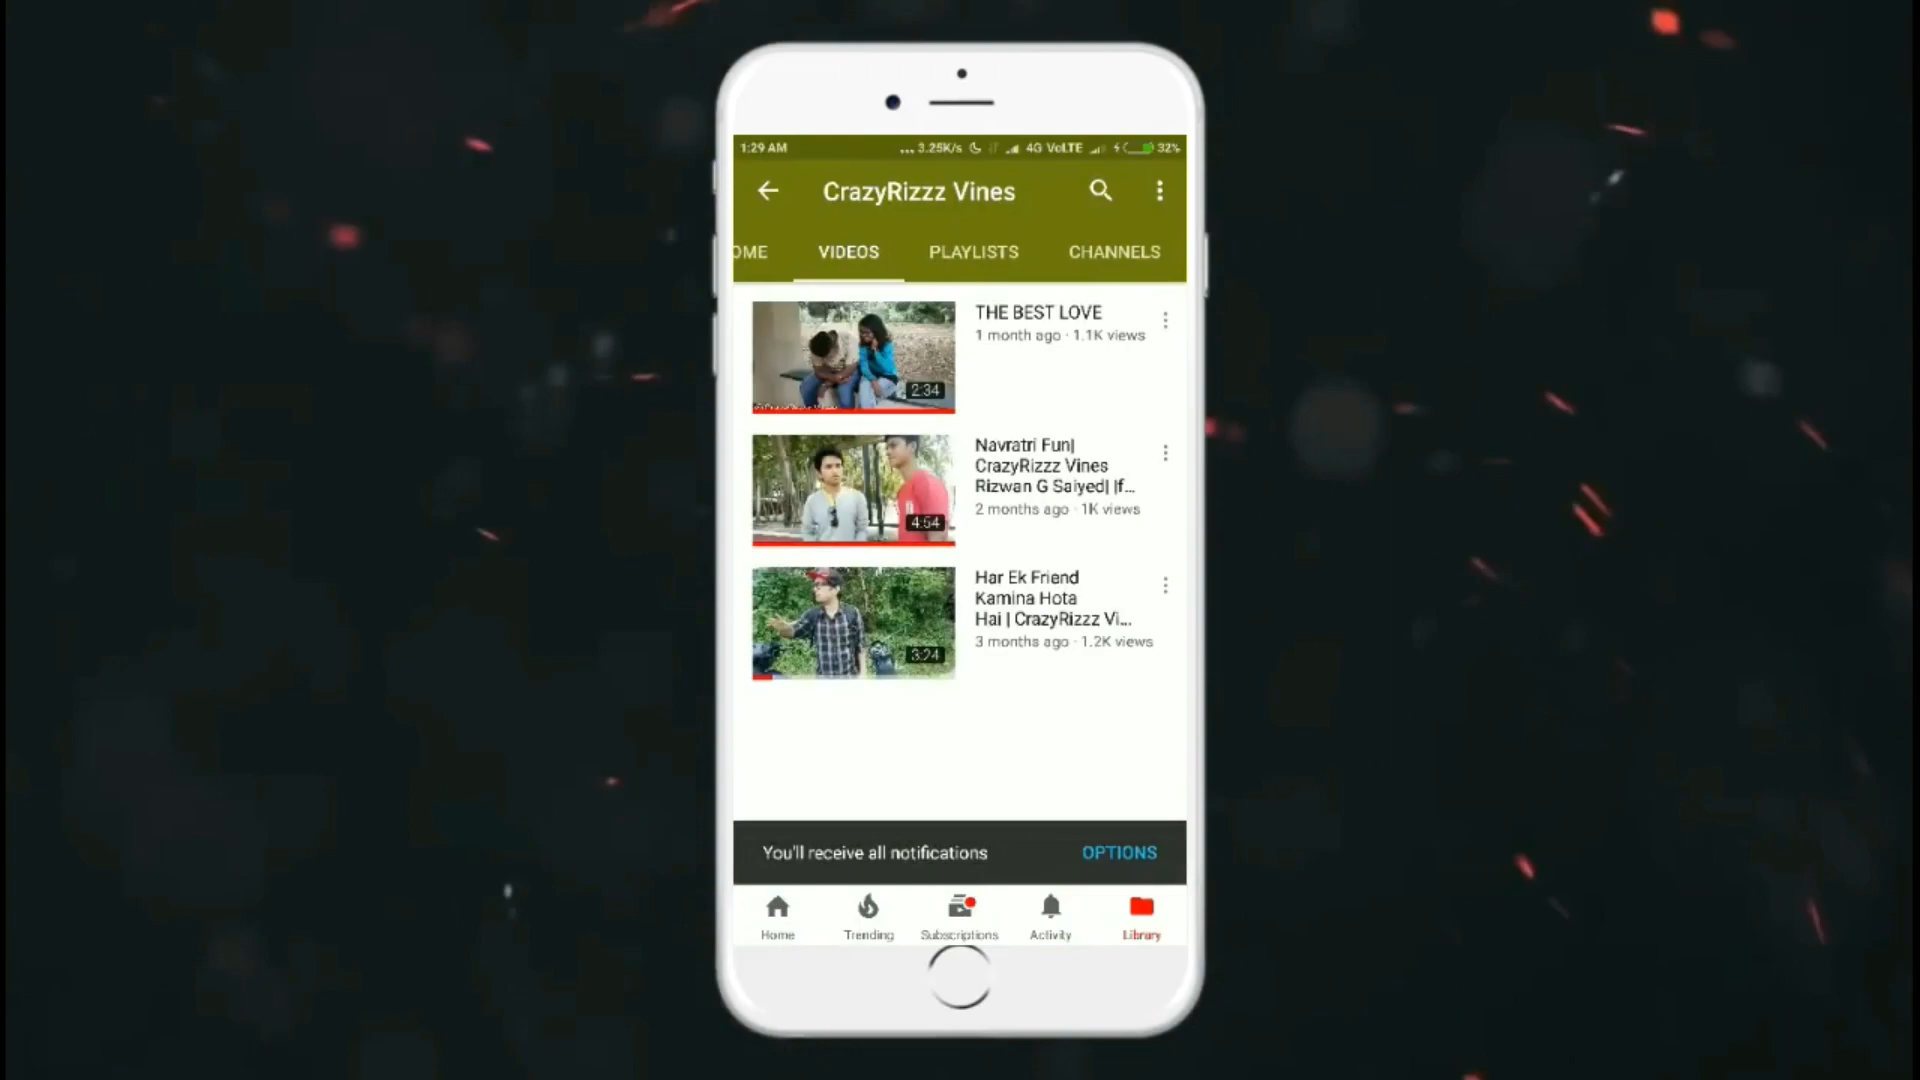 1:29 AM ... 3.25K/s 4G VoLTE 32%
CrazyRizzz Vines
OME VIDEOS PLAYLISTS CHANNELS
THE BEST LOVE
1 month ago · 1.1K views
2:34
Navratri Fun|
CrazyRizzz Vines
Rizwan G Saiyed| |f...
2 months ago · 1K views
4:54
Har Ek Friend
Kamina Hota
Hai | CrazyRizzz Vi...
3 months ago · 1.2K views
3:24
You'll receive all notifications OPTIONS
Home Trending Subscriptions Activity Library